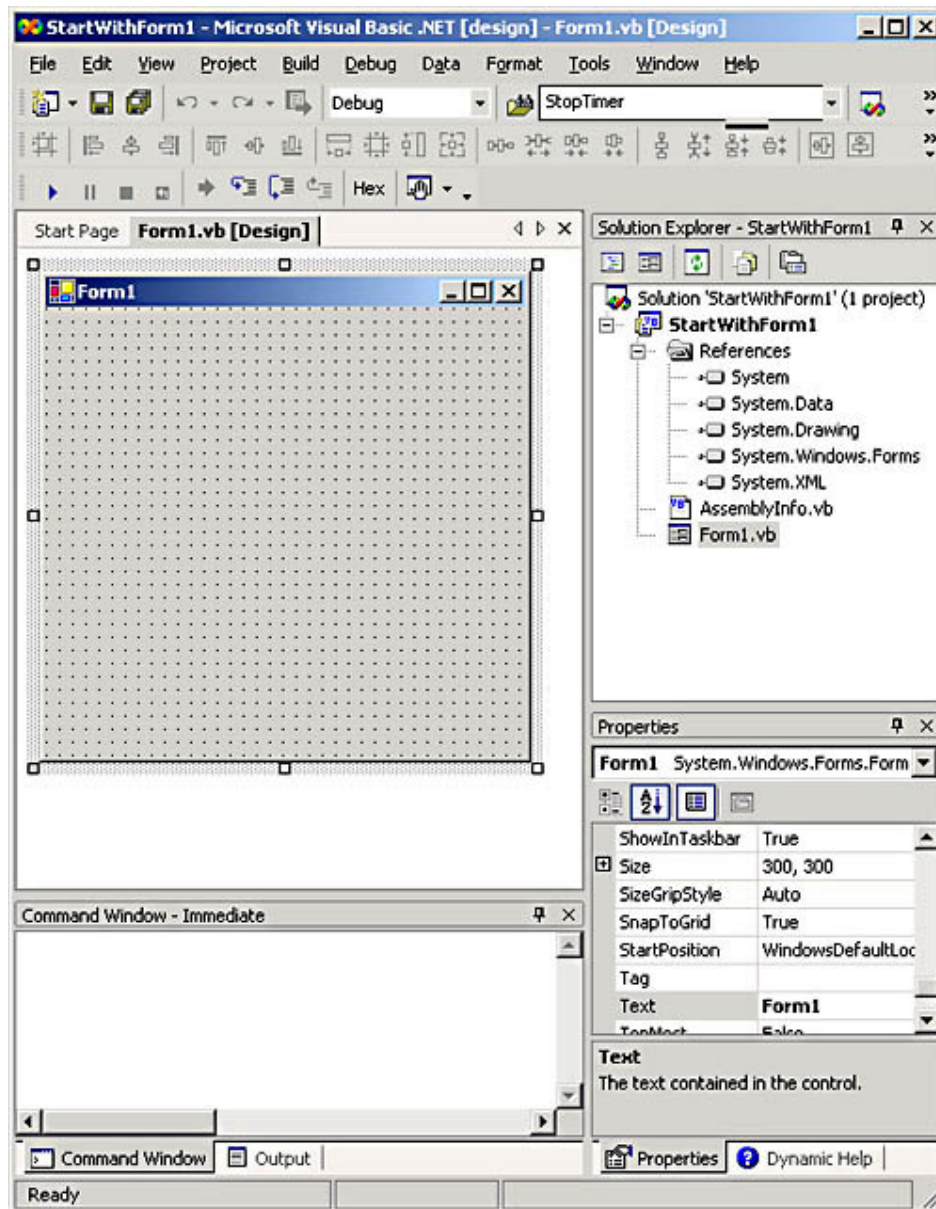 StartWithForm1 - Microsoft Visual Basic .NET [design] - Form1.vb [Design]
File Edit View Project Build Debug Data Format Tools Window Help
Debug StopTimer
Hex
Start Page Form1.vb [Design]
Form1
Solution Explorer - StartWithForm1
Solution 'StartWithForm1' (1 project)
StartWithForm1
References
System
System.Data
System.Drawing
System.Windows.Forms
System.XML
AssemblyInfo.vb
Form1.vb
Properties
Form1 System.Windows.Forms.Form
ShowInTaskbar True
Size 300, 300
SizeGripStyle Auto
SnapToGrid True
StartPosition WindowsDefaultLoc
Tag
Text Form1
TopMost False
Text
The text contained in the control.
Command Window - Immediate
Command Window Output
Properties Dynamic Help
Ready